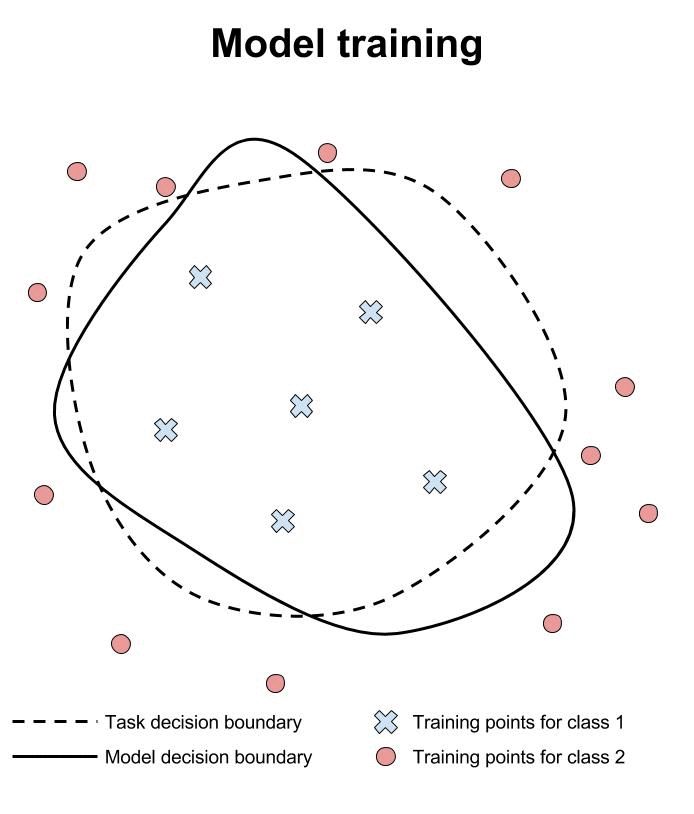 Model training
Task decision boundary
Training points for class 1
Model decision boundary
Training points for class 2